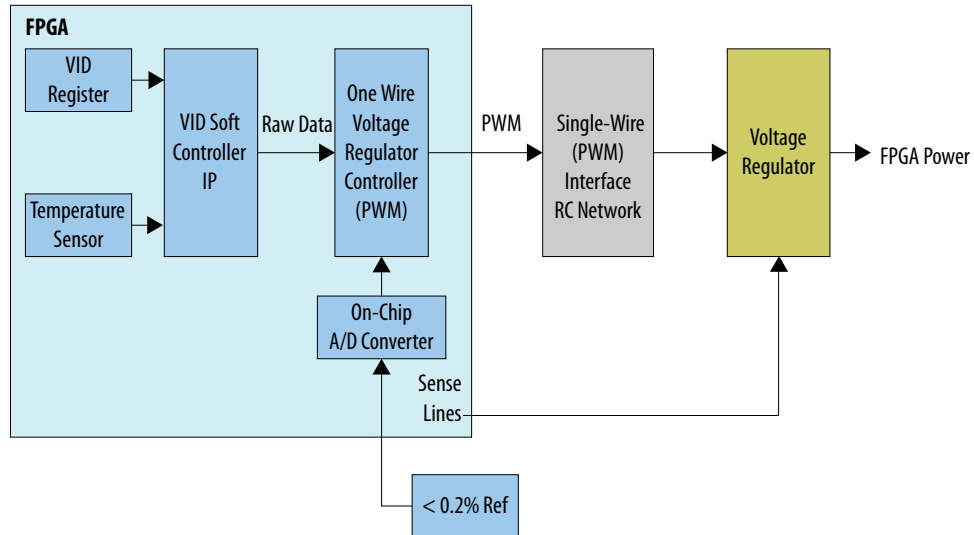 FPGA
VID
Register
Temperature
Sensor
VID Soft
Controller
IP
Raw Data
One Wire
Voltage
Regulator
Controller
(PWM)
On-Chip
A/D Converter
Sense
Lines
< 0.2% Ref
PWM
Single-Wire
(PWM)
Interface
RC Network
Voltage
Regulator
FPGA Power